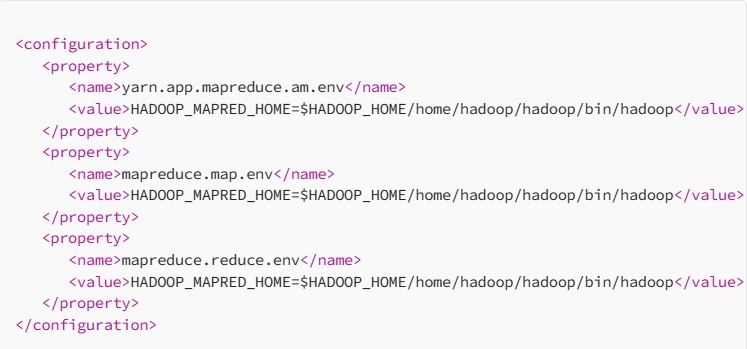 <configuration>
   <property>
      <name>yarn.app.mapreduce.am.env</name>
      <value>HADOOP_MAPRED_HOME=$HADOOP_HOME/home/hadoop/hadoop/bin/hadoop</value>
   </property>
   <property>
      <name>mapreduce.map.env</name>
      <value>HADOOP_MAPRED_HOME=$HADOOP_HOME/home/hadoop/hadoop/bin/hadoop</value>
   </property>
   <property>
      <name>mapreduce.reduce.env</name>
      <value>HADOOP_MAPRED_HOME=$HADOOP_HOME/home/hadoop/hadoop/bin/hadoop</value>
   </property>
</configuration>